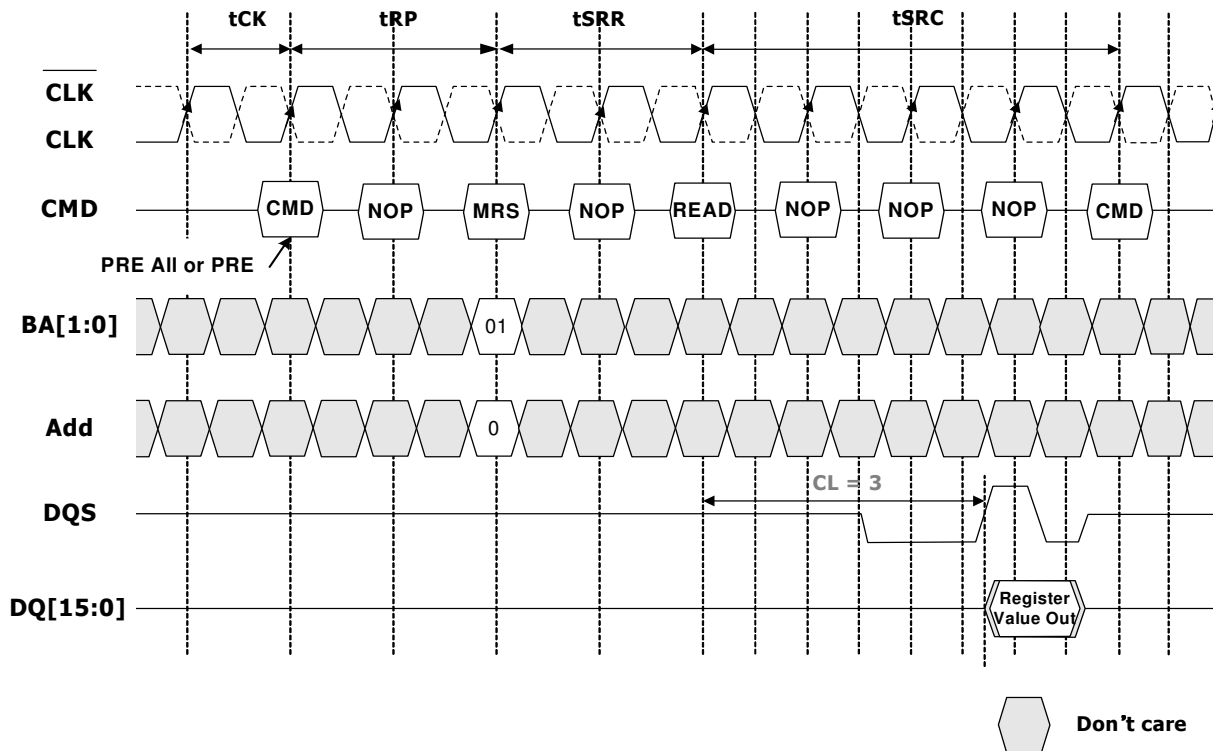 tCK tRP tSRR tSRC
CLK
CLK
CMD CMD NOP MRS NOP READ NOP NOP NOP CMD
PRE All or PRE
BA[1:0] 01
Add 0
CL = 3
DQS
DQ[15:0] Register
Value Out
Don't care